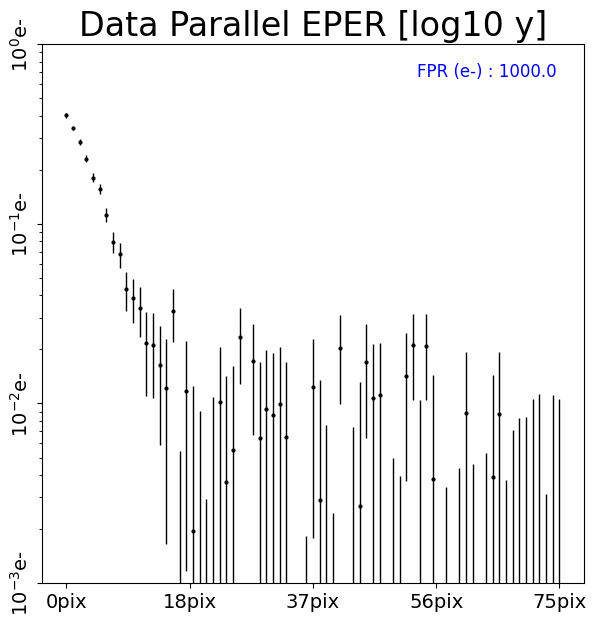 Data Parallel EPER [log10 y]
FPR (e-) : 1000.0
10⁰e-
10⁻¹e-
10⁻²e-
10⁻³e-
0pix 18pix 37pix 56pix 75pix